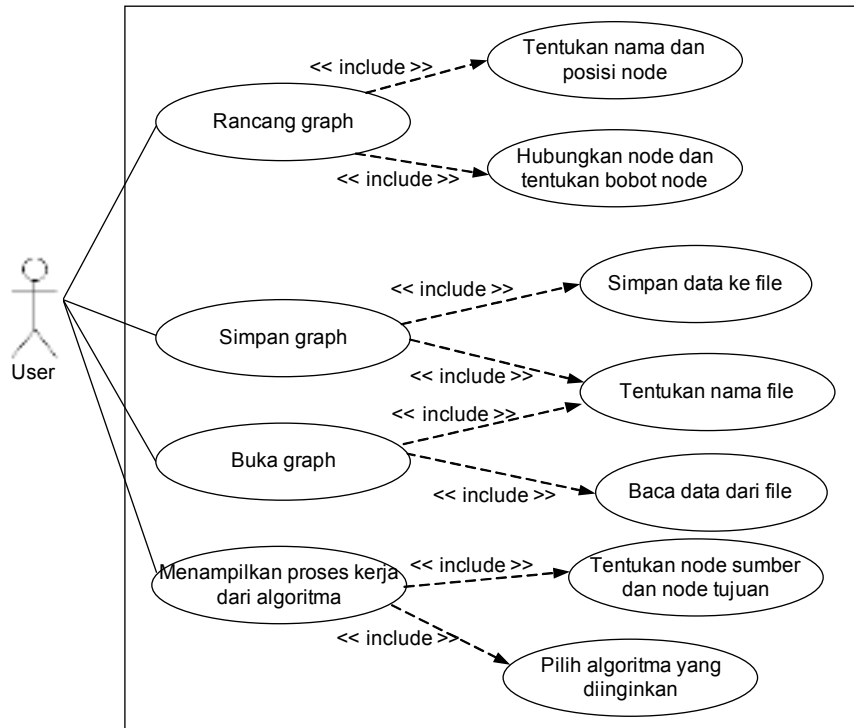 Tentukan nama dan
posisi node
<< include >>
Rancang graph
Hubungkan node dan
tentukan bobot node
<< include >>
Simpan data ke file
<< include >>
Simpan graph
User
<< include >>
Tentukan nama file
<< include >>
Buka graph
<< include >>
Baca data dari file
Menampilkan proses kerja
dari algoritma
<< include >>
Tentukan node sumber
dan node tujuan
<< include >>
Pilih algoritma yang
diinginkan